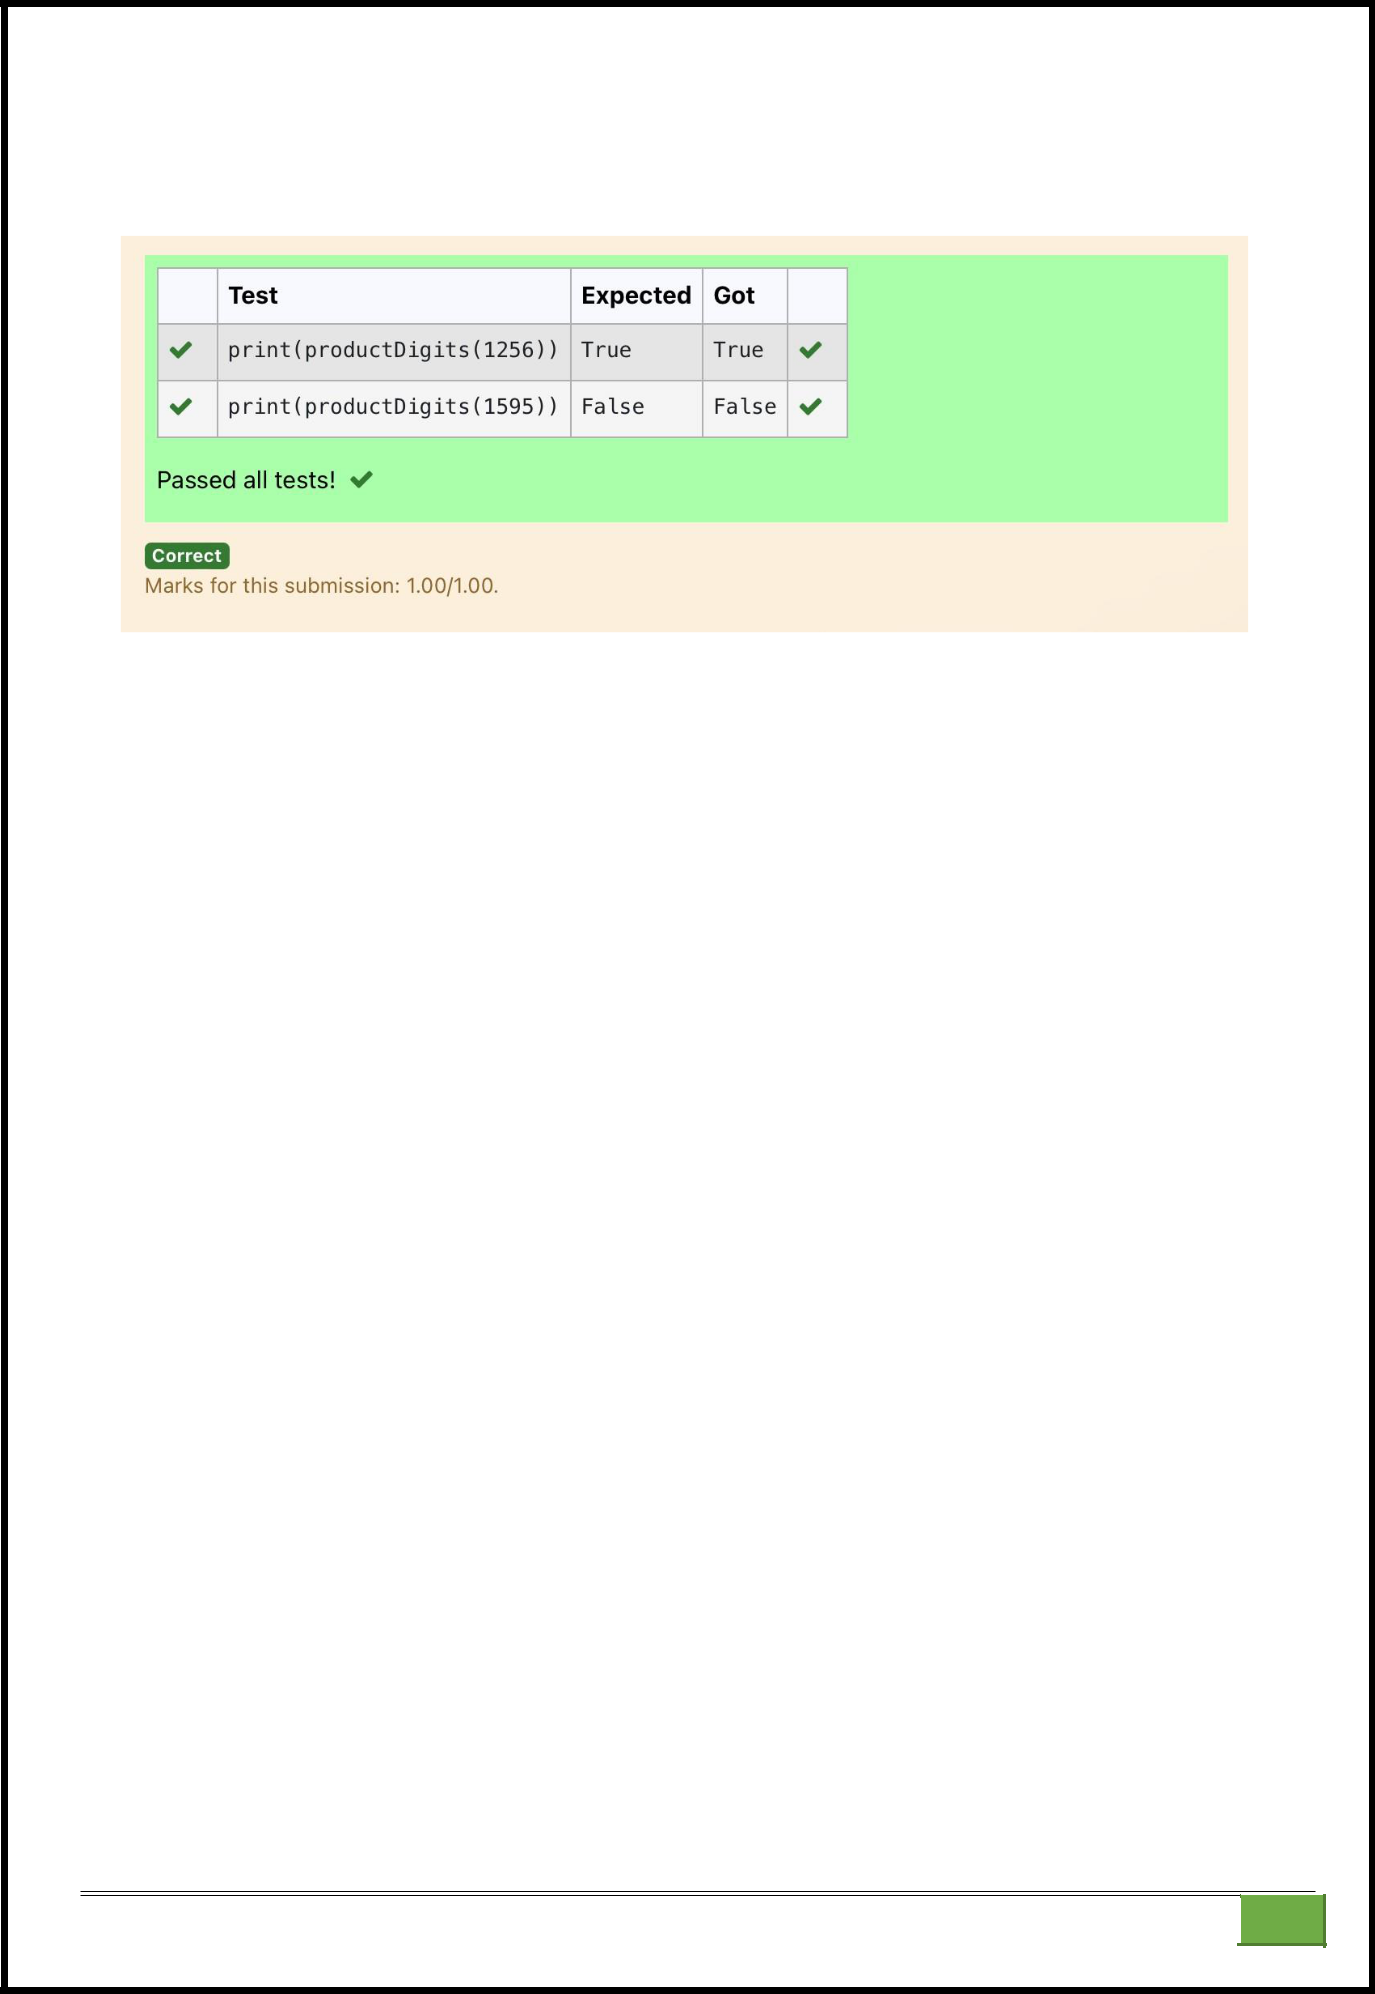 Test Expected Got
print(productDigits(1256)) True True
print(productDigits(1595)) False False
Passed all tests!
Correct
Marks for this submission: 1.00/1.00.